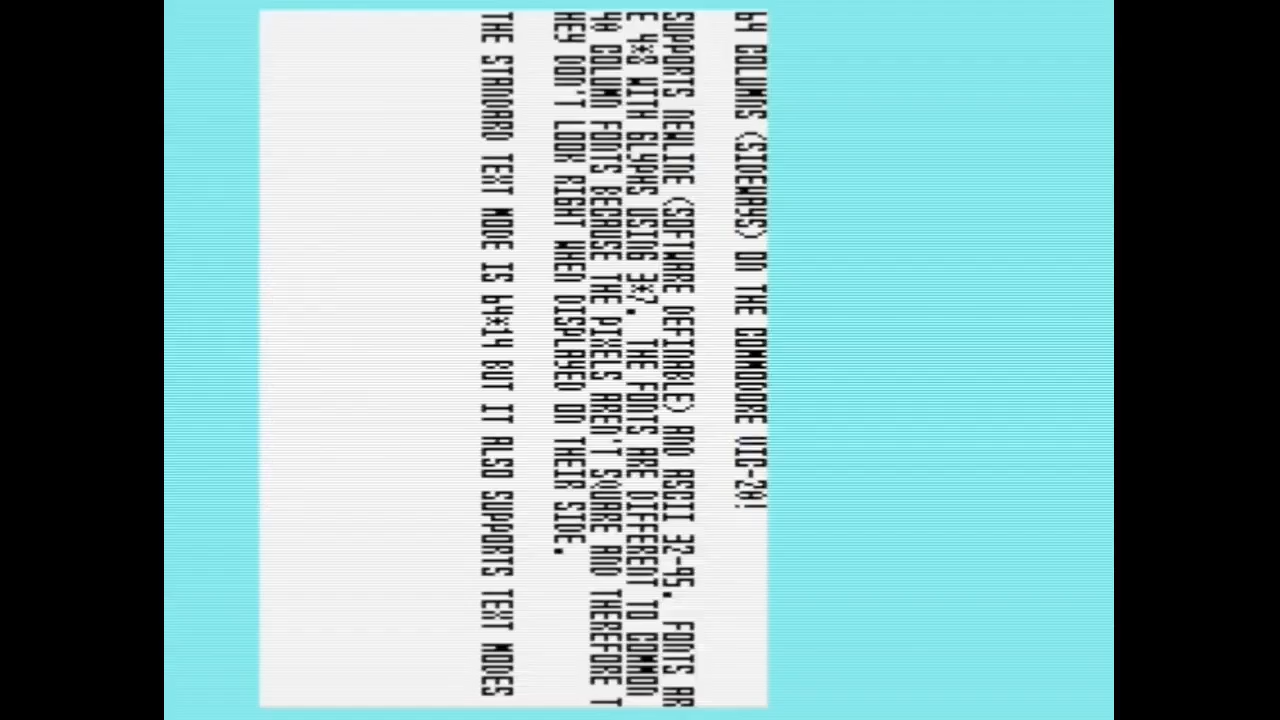 64 COLUMNS (SIDEWAYS) ON THE COMMODORE VIC-20!
SUPPORTS NEWLINE (SOFTWARE DEFINABLE) AND ASCII 32-95. FONTS AR
E 4*8 WITH GLYPHS USING 3*7. THE FONTS ARE DIFFERENT TO COMMON
40 COLUMN FONTS BECAUSE THE PIXELS AREN'T SQUARE AND THEREFORE T
HEY DON'T LOOK RIGHT WHEN DISPLAYED ON THEIR SIDE.
THE STANDARD TEXT MODE IS 64*14 BUT IT ALSO SUPPORTS TEXT MODES